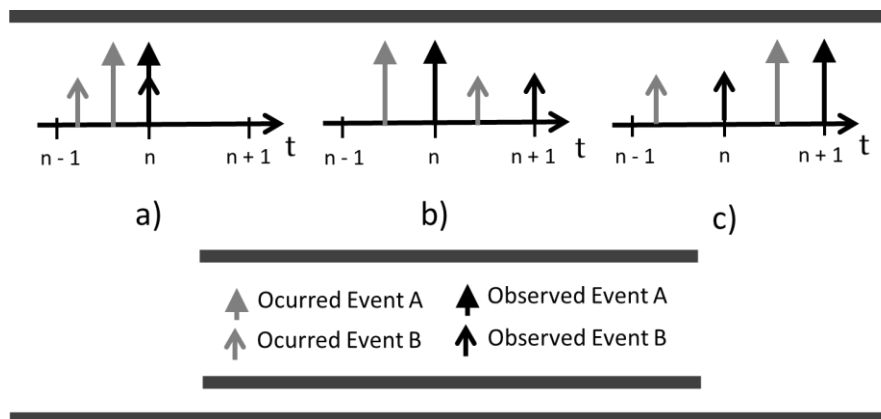 n - 1 n n + 1 t
n - 1 n n + 1 t
n - 1 n n + 1 t
a) b) c)
Ocurred Event A Observed Event A
Ocurred Event B Observed Event B